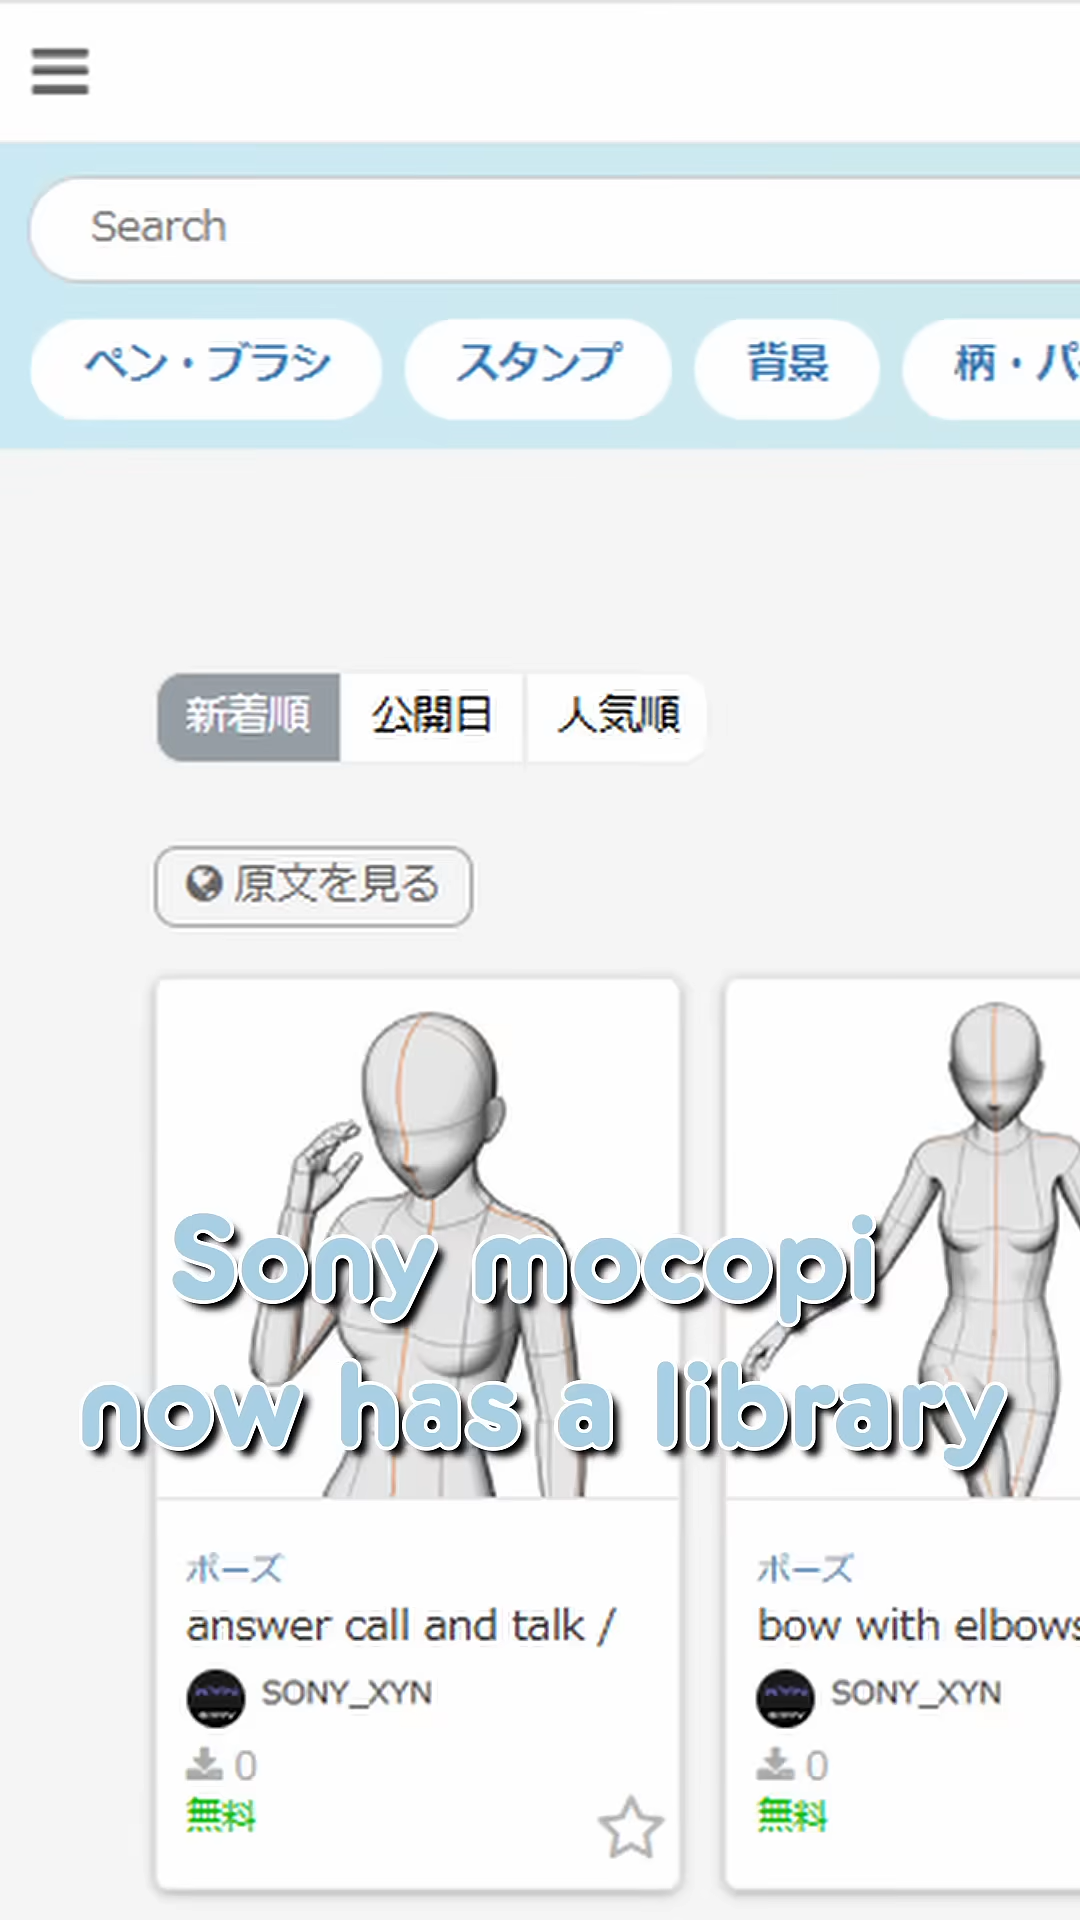 Search
ペン・ブラシ スタンプ 背景 柄・パ
新着順 公開日 人気順
原文を見る
Sony mocopi
now has a library
ポーズ ポーズ
answer call and talk / bow with elbows
SONY_XYN SONY_XYN
0 0
無料 無料